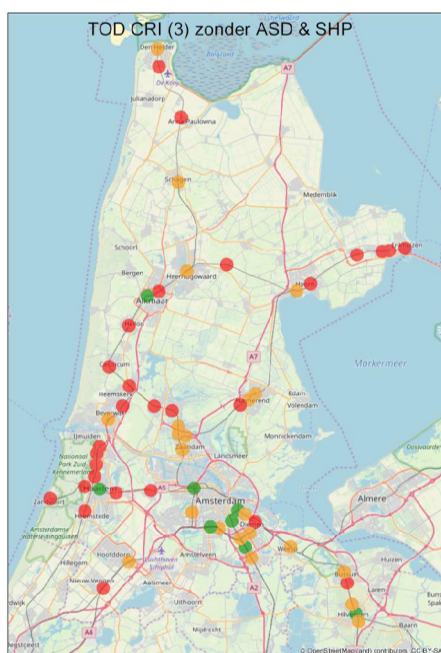 TOD CRI (3) zonder ASD & SHP
Den Helder
De Kooy
Julianadorp
A7
Anna Paulowna
Schagen
Medemblik
Schoorl
Bergen
Heerhugowaard
Enkhuizen
Hoorn
Alkmaar
Heiloo
Castricum
A7
Markermeer
Heemskerk
Beverwijk
Purmerend
Edam
Volendam
IJmuiden
Monnickendam
Oostvaarde
Nationaal
Park Zuid-
Kennemerland
Zaandam
Landsmeer
Haarlem
A5
Zandvoort
Amsterdam
Almere
Heemstede
Amsterdamse
Waterleidingduinen
Diemen
Hillegom
Hoofddorp
Luchthaven
Schiphol
Amstelveen
Weesp
Huizen
Bussum
Nieuw-Vennep
Aalsmeer
A2
Laren
Uithoorn
Hilversum
A4
Mijdrecht
Baarn
© OpenStreetMap(and) contributors, CC-BY-SA